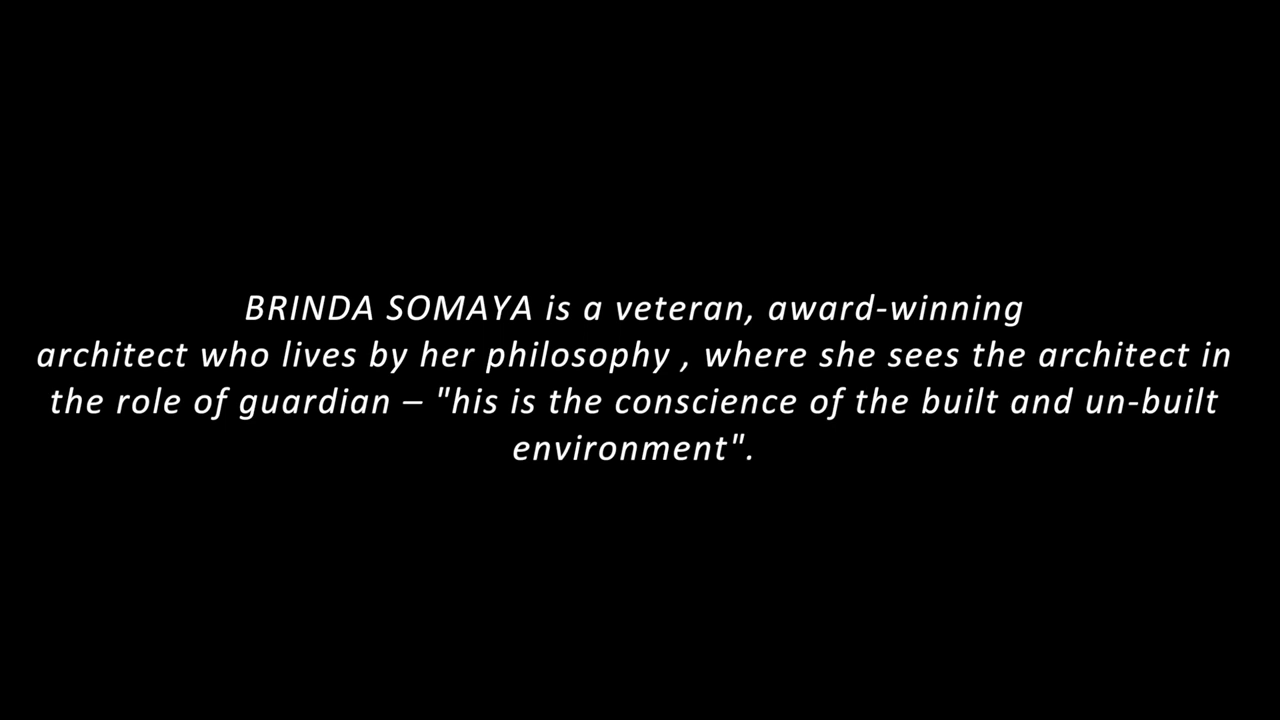 BRINDA SOMAYA is a veteran, award-winning
architect who lives by her philosophy , where she sees the architect in
the role of guardian – "his is the conscience of the built and un-built
environment".